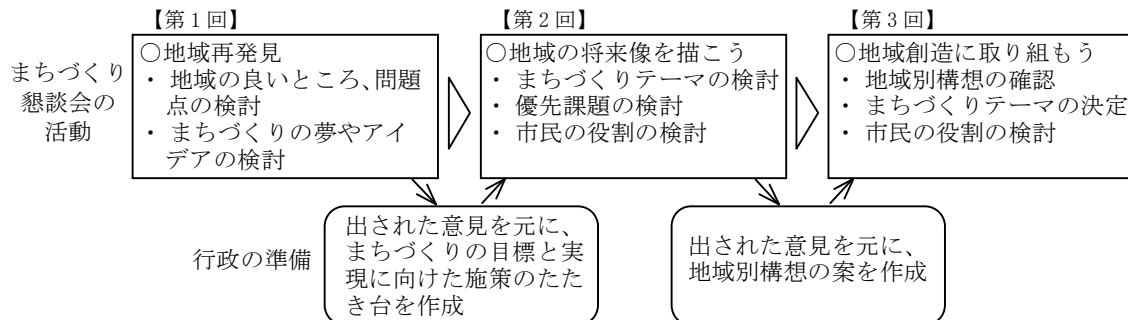 【第１回】
【第２回】
【第３回】
まちづくり
懇談会の
活動
○地域再発見
・ 地域の良いところ、問題
点の検討
・ まちづくりの夢やアイ
デアの検討
○地域の将来像を描こう
・ まちづくりテーマの検討
・ 優先課題の検討
・ 市民の役割の検討
○地域創造に取り組もう
・ 地域別構想の確認
・ まちづくりテーマの決定
・ 市民の役割の検討
行政の準備
出された意見を元に、
まちづくりの目標と実
現に向けた施策のたた
き台を作成
出された意見を元に、
地域別構想の案を作成